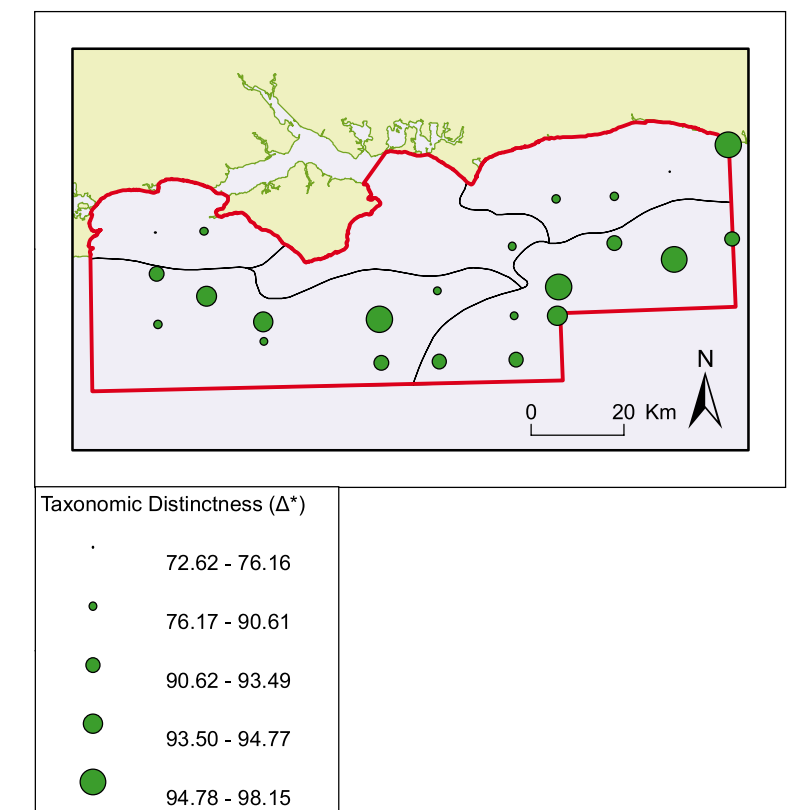 N
0 20 Km
Taxonomic Distinctness (Δ*)
72.62 - 76.16
76.17 - 90.61
90.62 - 93.49
93.50 - 94.77
94.78 - 98.15